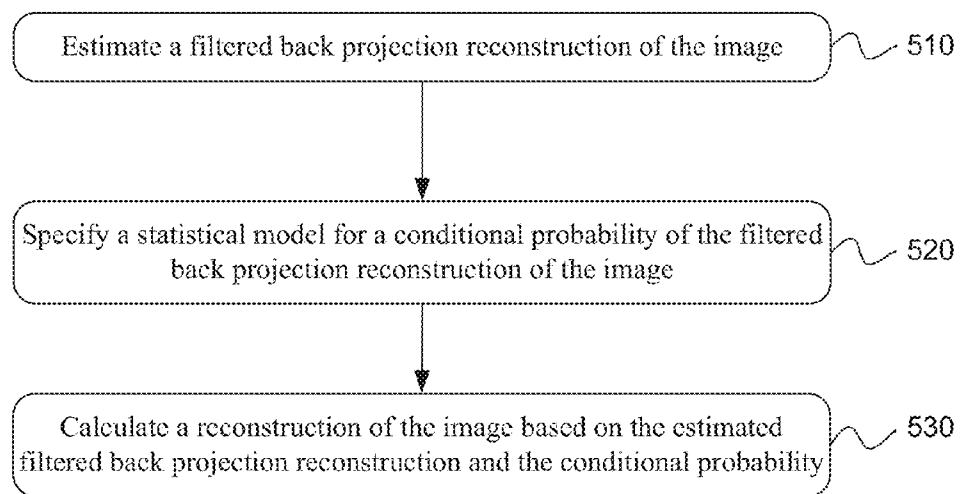 Estimate a filtered back projection reconstruction of the image
510
Specify a statistical model for a conditional probability of the filtered
back projection reconstruction of the image
520
Calculate a reconstruction of the image based on the estimated
filtered back projection reconstruction and the conditional probability
530